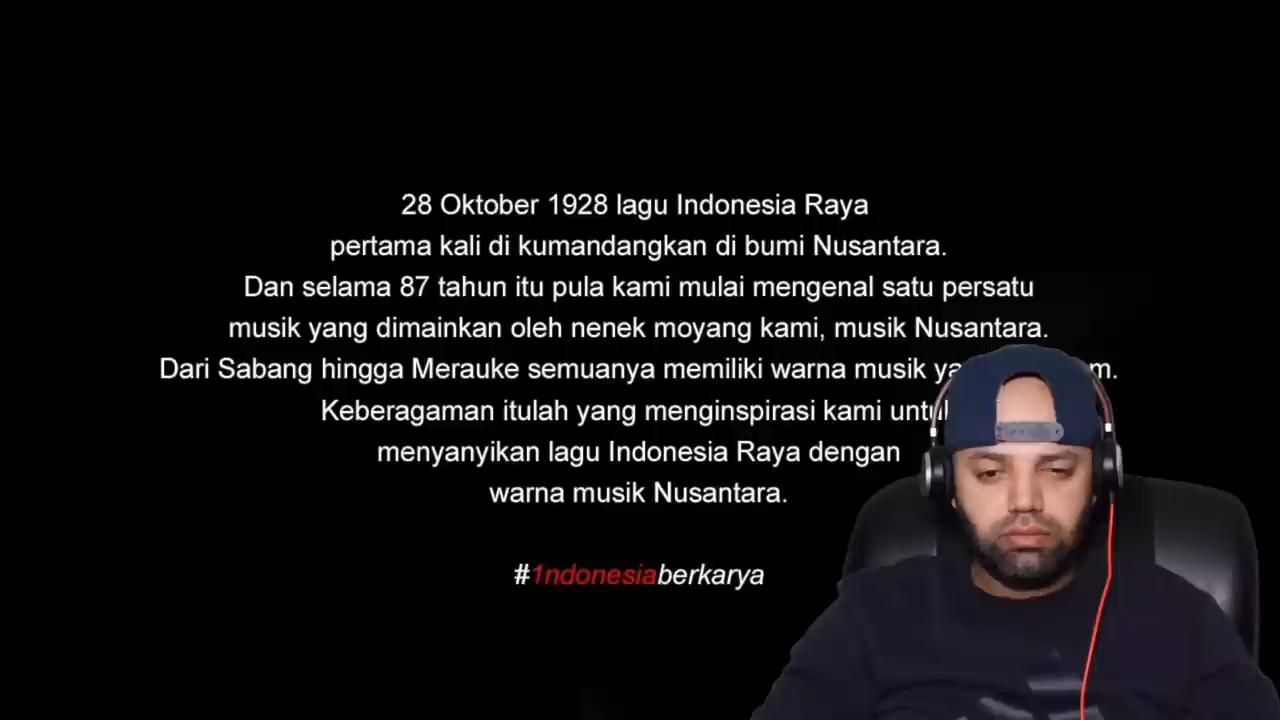 28 Oktober 1928 lagu Indonesia Raya
pertama kali di kumandangkan di bumi Nusantara.
Dan selama 87 tahun itu pula kami mulai mengenal satu persatu
musik yang dimainkan oleh nenek moyang kami, musik Nusantara.
Dari Sabang hingga Merauke semuanya memiliki warna musik
Keberagaman itulah yang menginspirasi kami
menyanyikan lagu Indonesia Raya dengan
warna musik Nusantara.
#1ndonesiaberkarya